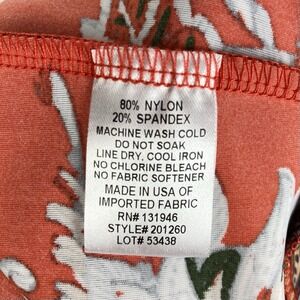 80% NYLON
20% SPANDEX
MACHINE WASH COLD
DO NOT SOAK
LINE DRY, COOL IRON
NO CHLORINE BLEACH
NO FABRIC SOFTENER
MADE IN USA OF
IMPORTED FABRIC
RN# 131946
STYLE# 201260
LOT# 53438